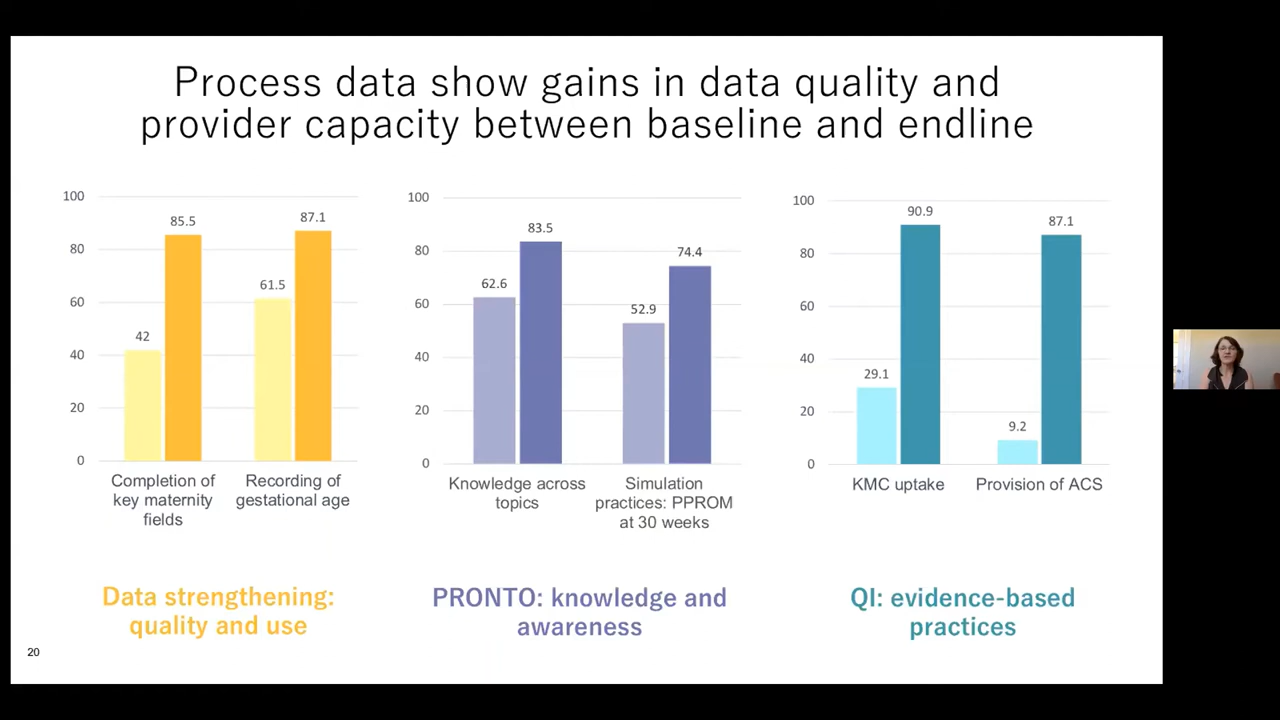 Process data show gains in data quality and
provider capacity between baseline and endline
100
80
60
40
20
0
42
85.5
61.5
87.1
Completion of
key maternity
fields
Recording of
gestational age
Data strengthening:
quality and use
100
80
60
40
20
0
62.6
83.5
52.9
74.4
Knowledge across
topics
Simulation
practices: PPROM
at 30 weeks
PRONTO: knowledge and
awareness
100
80
60
40
20
0
29.1
90.9
9.2
87.1
KMC uptake
Provision of ACS
QI: evidence-based
practices
20